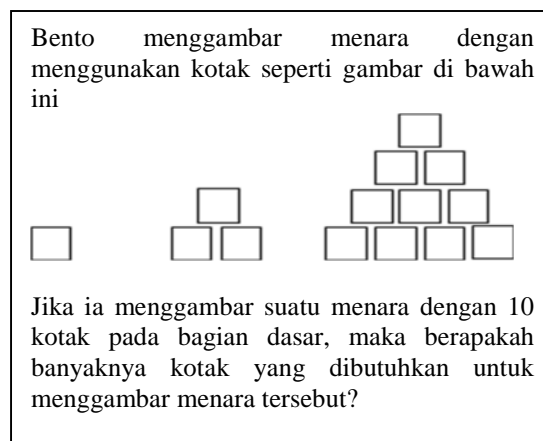 Bento menggambar menara dengan
menggunakan kotak seperti gambar di bawah
ini
Jika ia menggambar suatu menara dengan 10
kotak pada bagian dasar, maka berapakah
banyaknya kotak yang dibutuhkan untuk
menggambar menara tersebut?